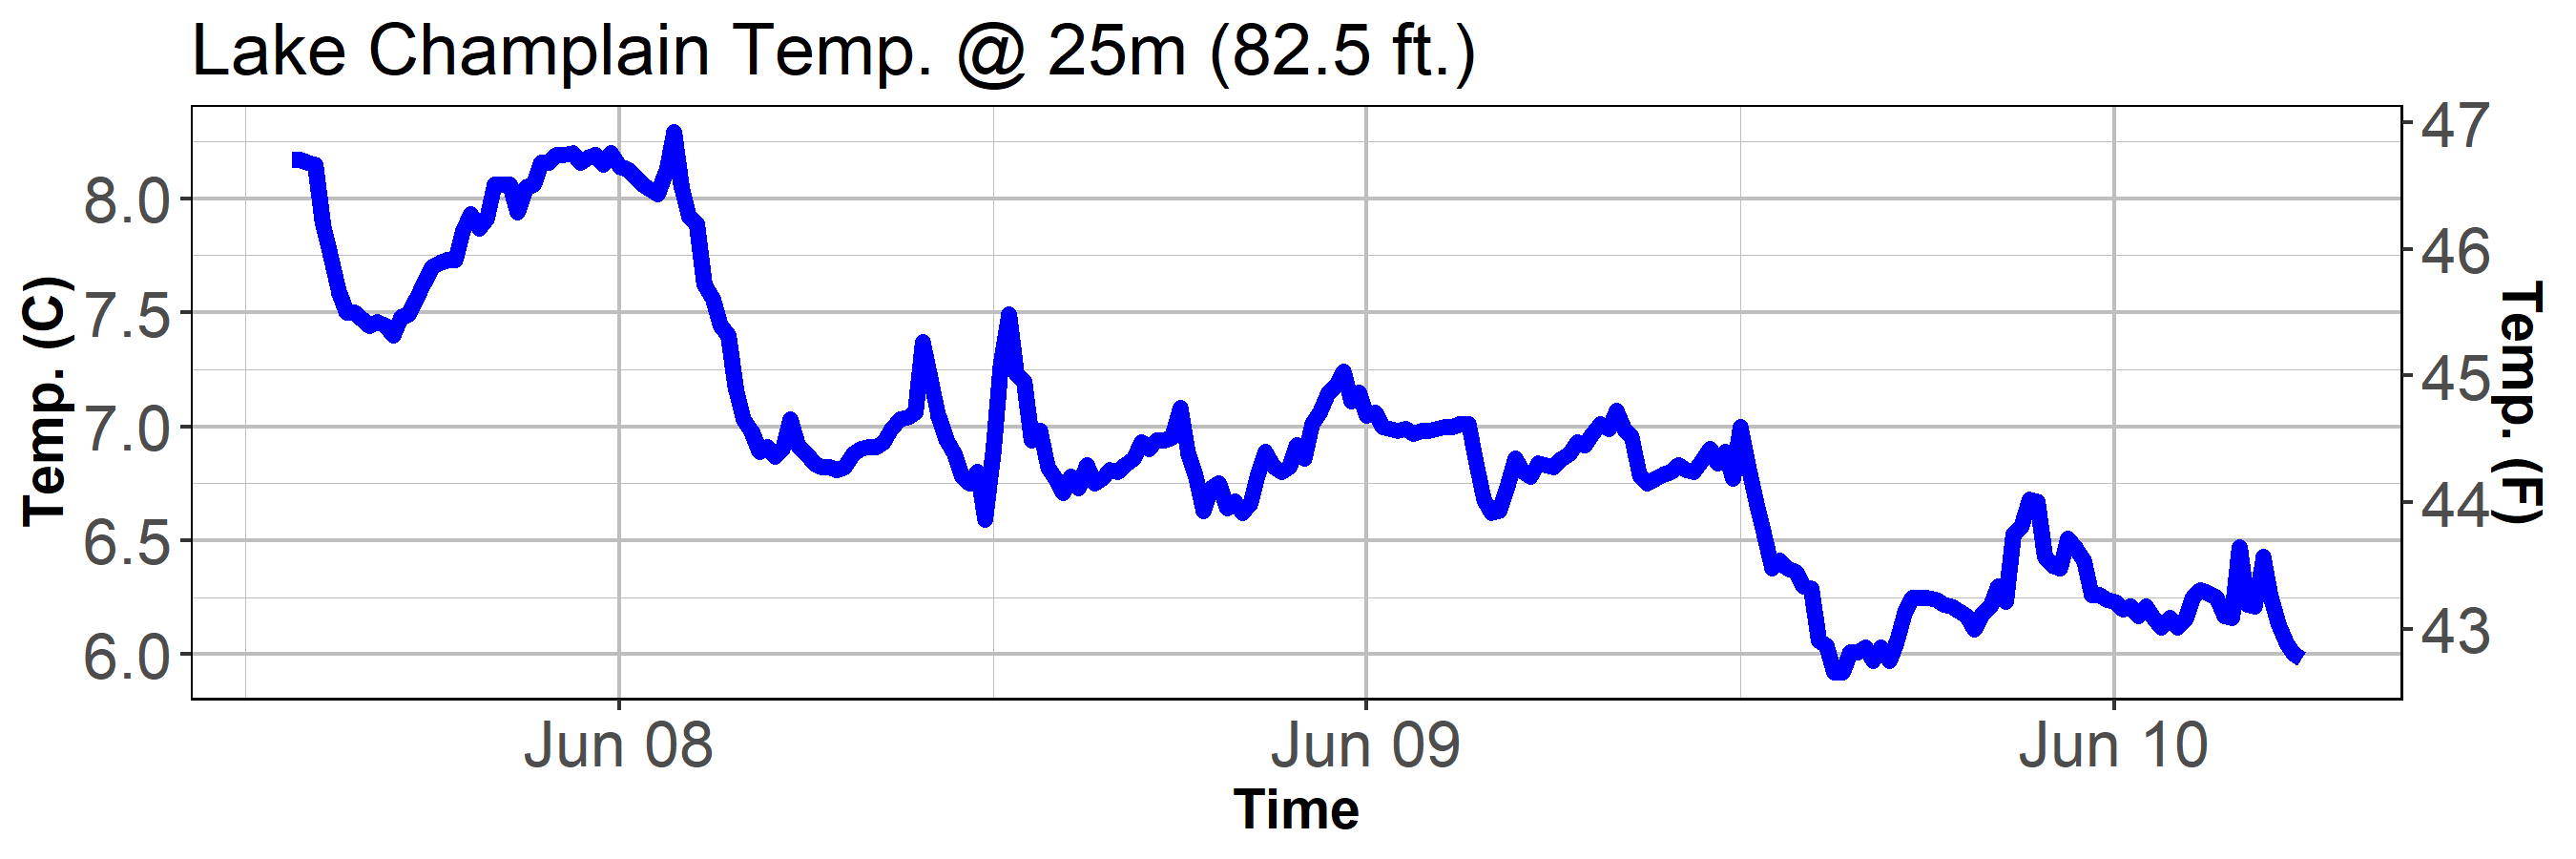 Lake Champlain Temp. @ 25m (82.5 ft.)
Temp. (C)
8.0
7.5
7.0
6.5
6.0
47
46
45
44
43
Temp. (F)
Jun 08
Jun 09
Jun 10
Time